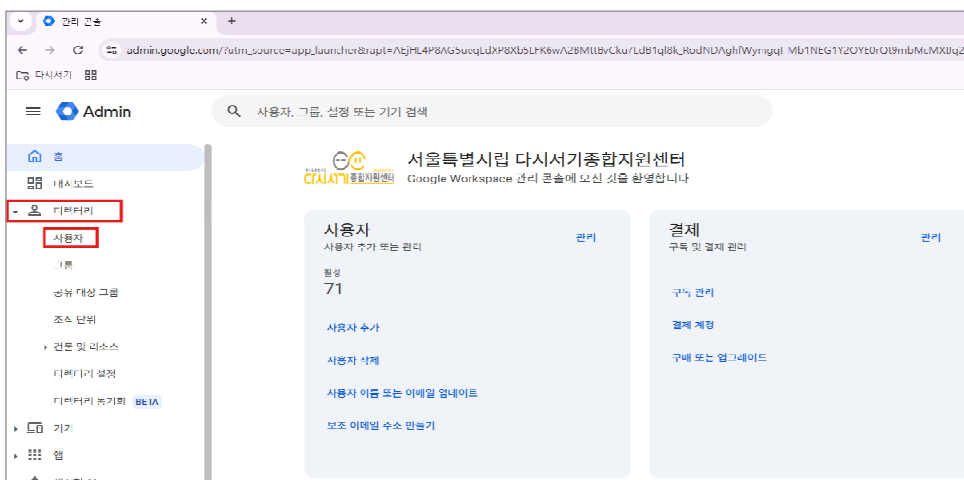 관리 콘솔
다시서기
Admin
사용자, 그룹, 설정 또는 기기 검색
홈
대시보드
디렉터리
사용자
그룹
공유 대상 그룹
조직 단위
건물 및 리소스
디렉터리 설정
디렉터리 동기화 BETA
기기
앱
다시서기종합지원센터
서울특별시립 다시서기종합지원센터
Google Workspace 관리 콘솔에 오신 것을 환영합니다
사용자
사용자 추가 또는 관리
관리
활성
71
사용자 추가
사용자 삭제
사용자 이름 또는 이메일 업데이트
보조 이메일 주소 만들기
결제
구독 및 결제 관리
관리
구독 관리
결제 계정
구매 또는 업그레이드